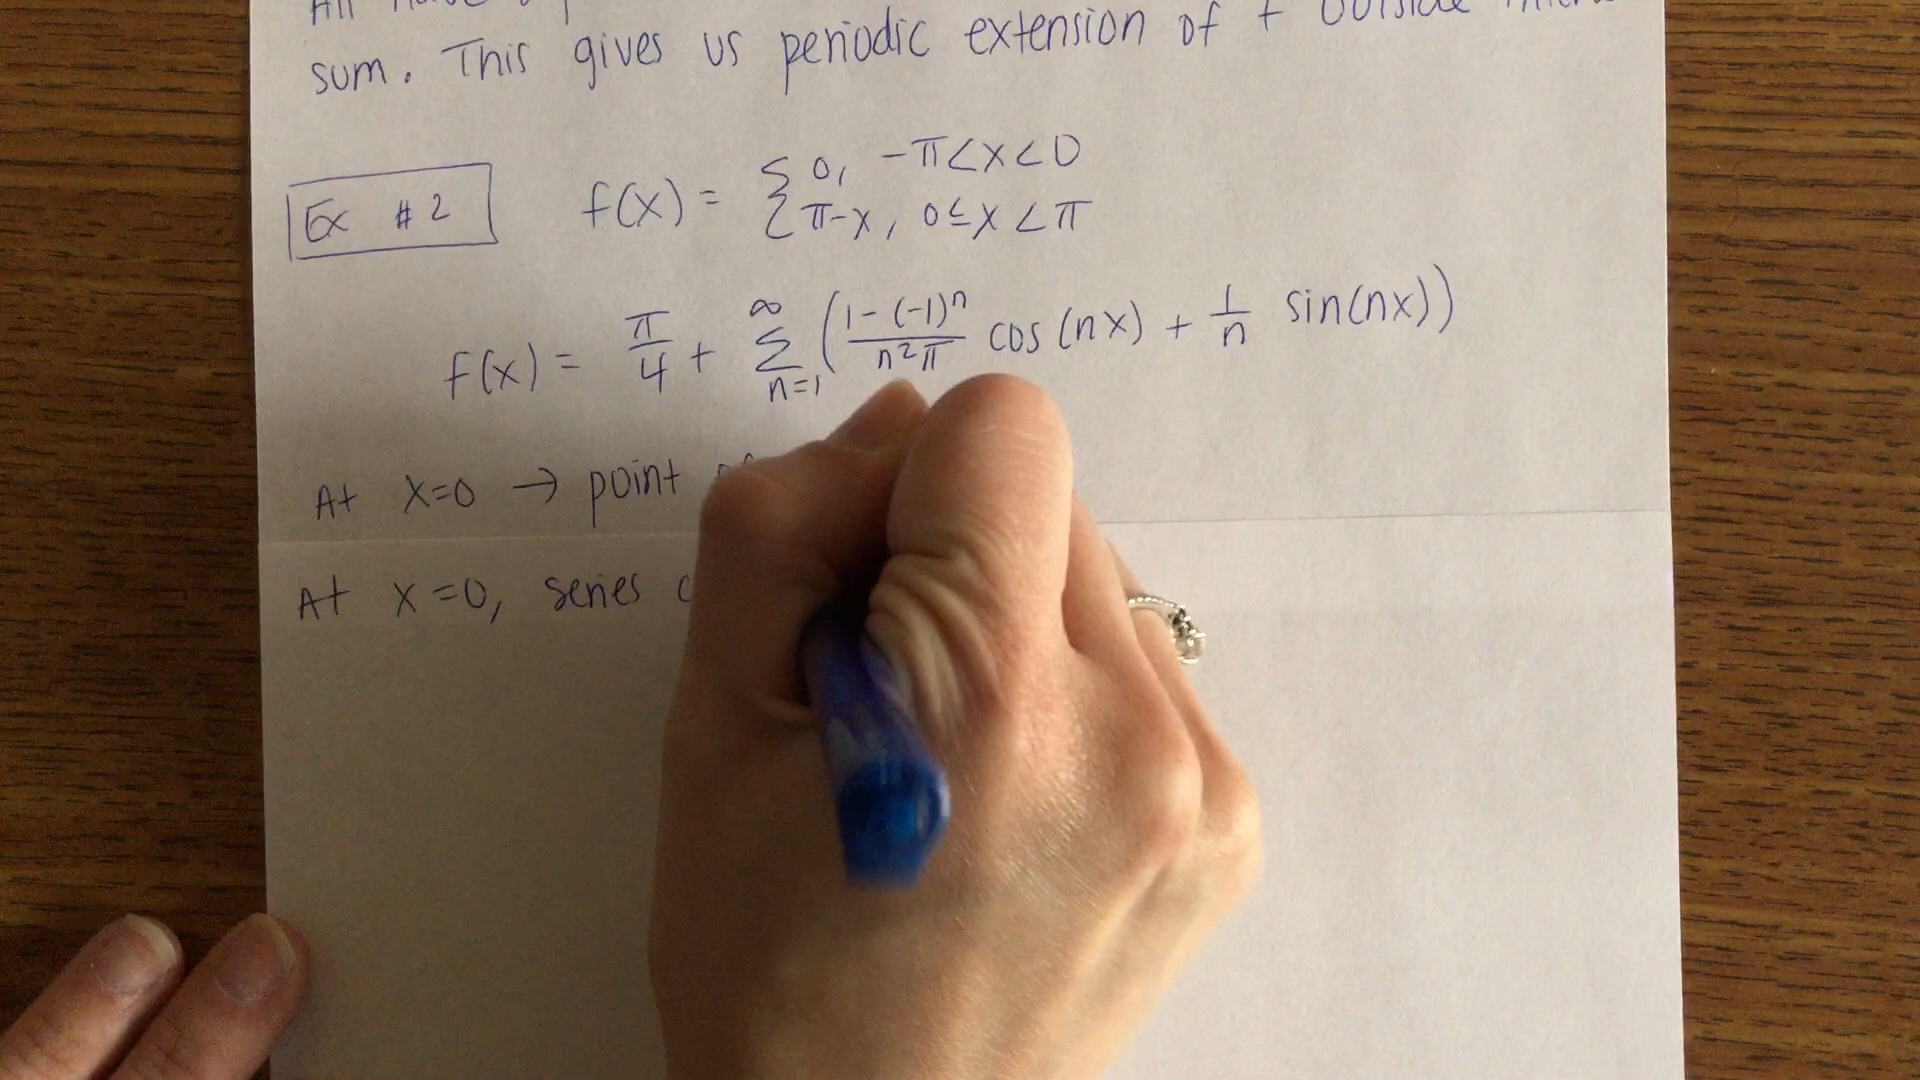 sum. This gives us periodic extension of f outside
Ex #2 f(x) = { 0, -π<x<0
π-x, 0≤x<π
f(x) = π/4 + ∞ Σ n=1 (1-(-1)^n / n²π cos(nx) + 1/n sin(nx))
At x=0 → point
At x=0, series